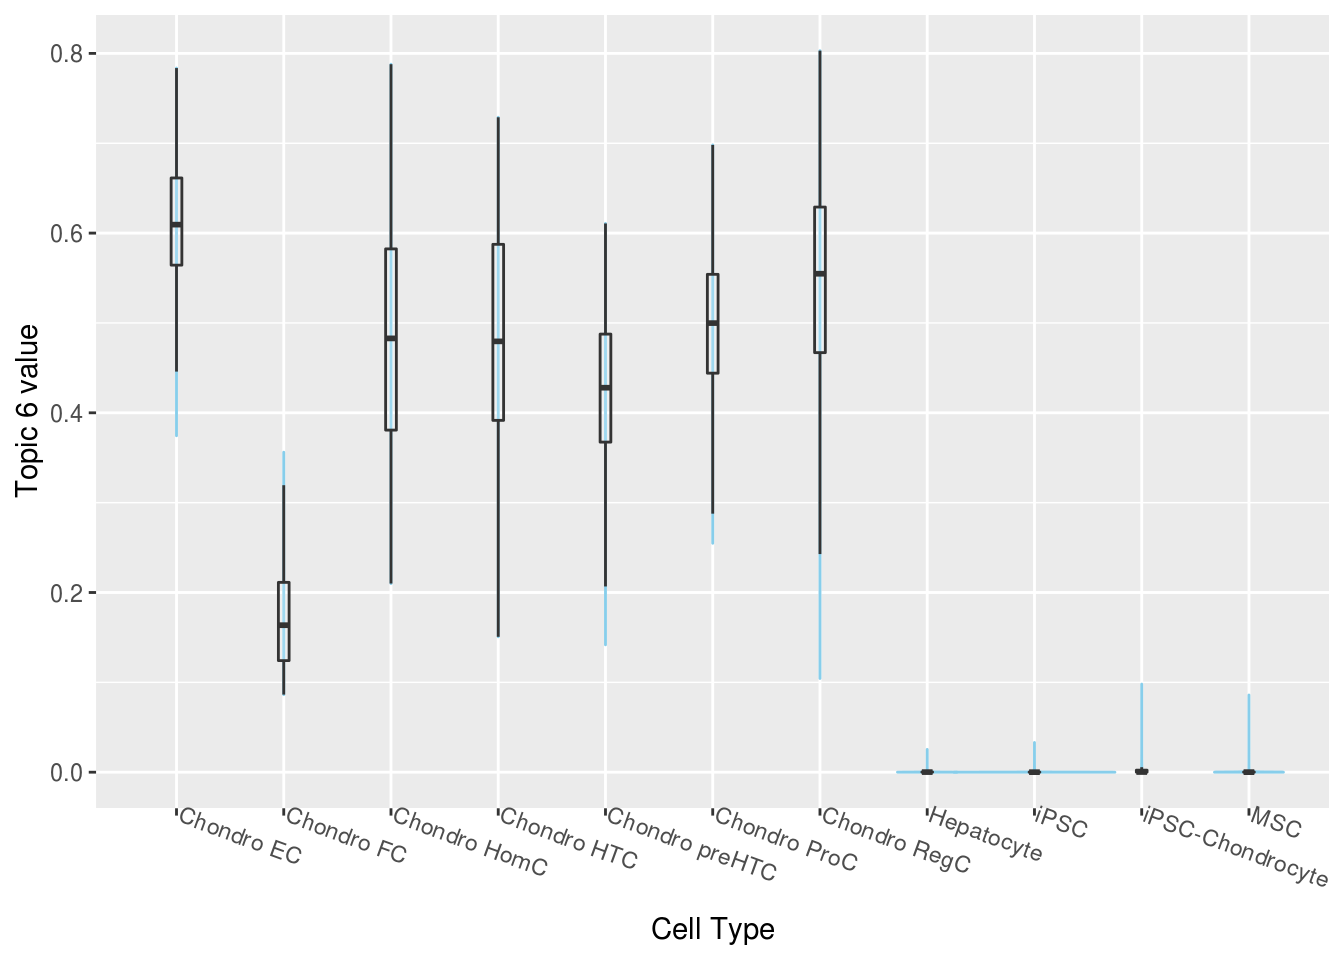 0.8
0.6
0.4
0.2
0.0
Topic 6 value
Chondro EC
Chondro FC
Chondro HomC
Chondro HTC
Chondro preHTC
Chondro ProC
Chondro RegC
Hepatocyte
iPSC
iPSC-Chondrocyte
MSC
Cell Type